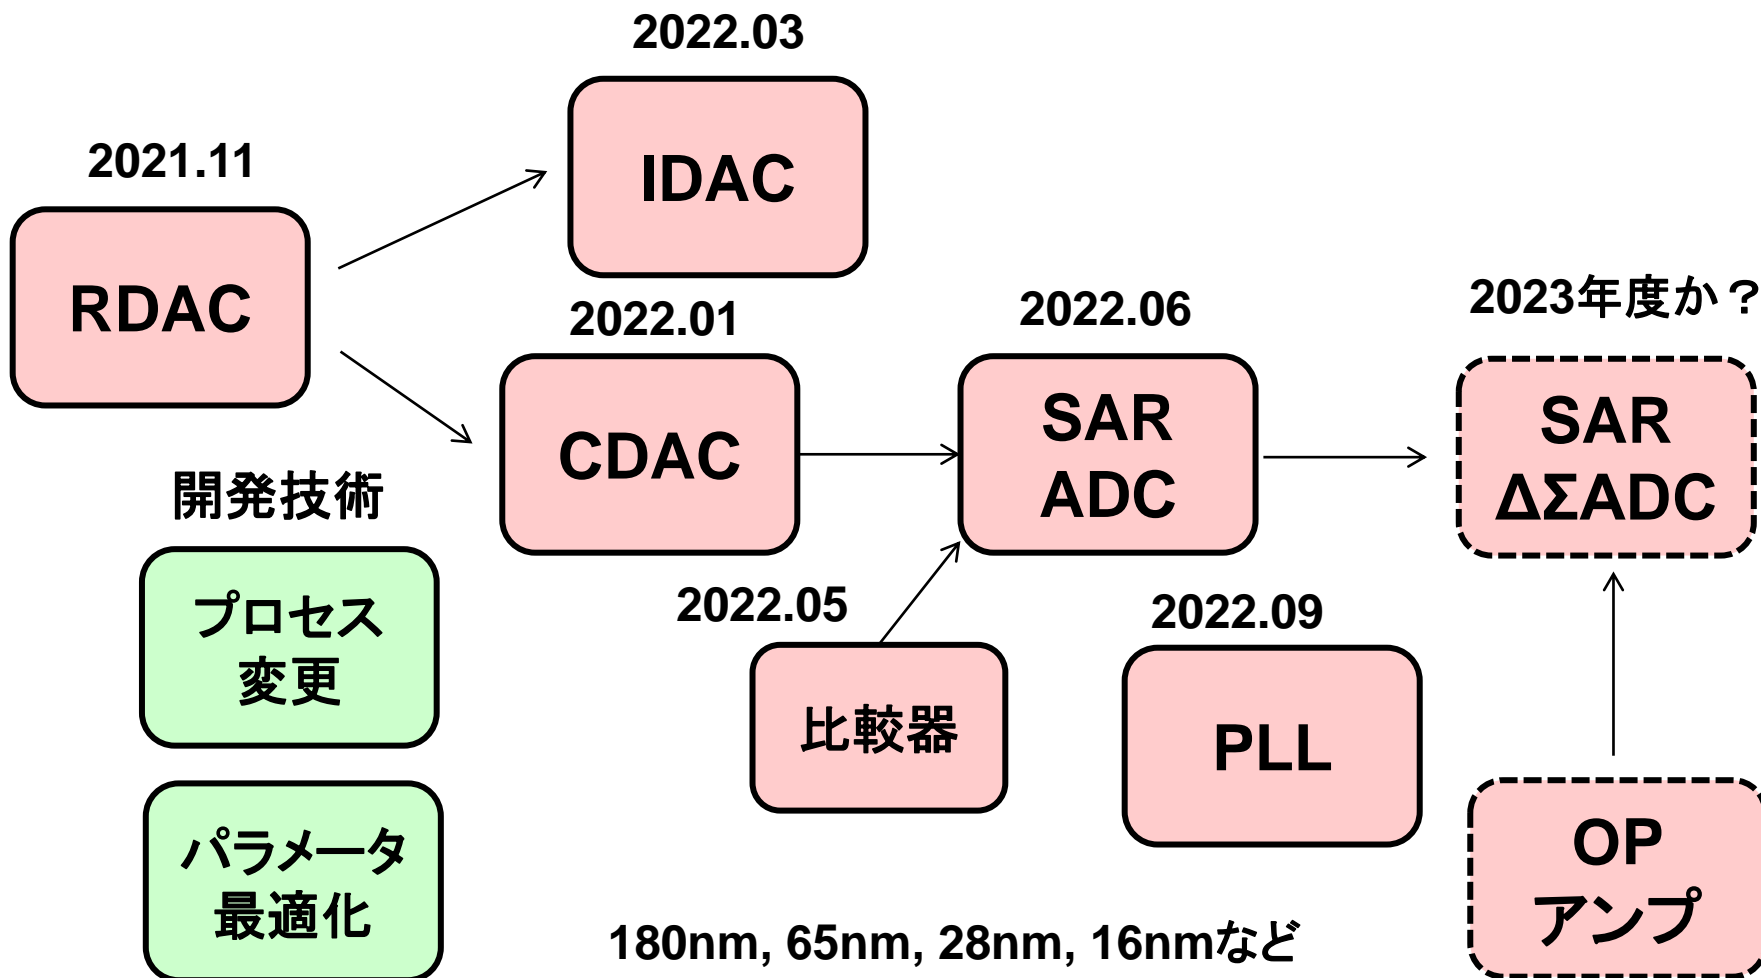 2022.03
IDAC
2021.11
RDAC
2022.01
CDAC
2022.06
SAR
ADC
2023年度か？
SAR
ΔΣADC
開発技術
プロセス
変更
パラメータ
最適化
2022.05
比較器
2022.09
PLL
OP
アンプ
180nm, 65nm, 28nm, 16nmなど